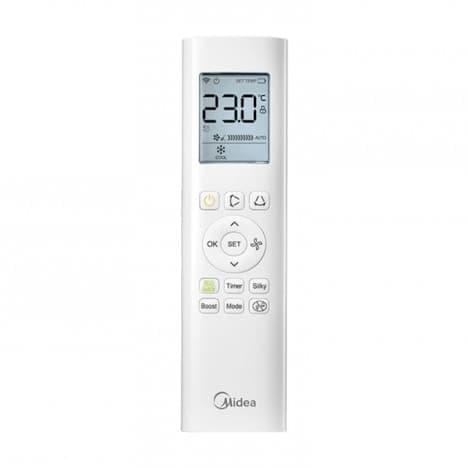 SET TEMP
23.0°C
AUTO
COOL
OK SET
Timer Silky
Boost Mode
Midea